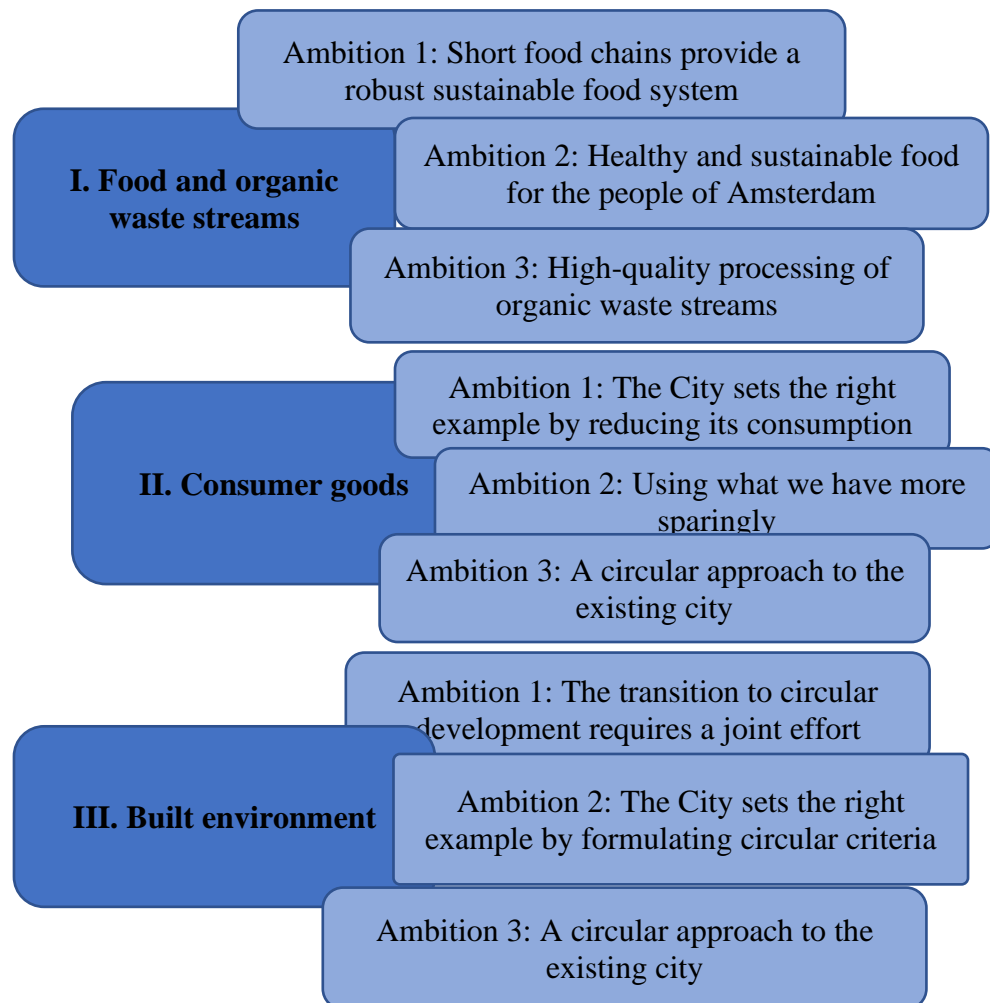 Ambition 1: Short food chains provide a
robust sustainable food system
I. Food and organic
waste streams
Ambition 2: Healthy and sustainable food
for the people of Amsterdam
Ambition 3: High-quality processing of
organic waste streams
II. Consumer goods
Ambition 1: The City sets the right
example by reducing its consumption
Ambition 2: Using what we have more
sparingly
Ambition 3: A circular approach to the
existing city
III. Built environment
Ambition 1: The transition to circular
development requires a joint effort
Ambition 2: The City sets the right
example by formulating circular criteria
Ambition 3: A circular approach to the
existing city